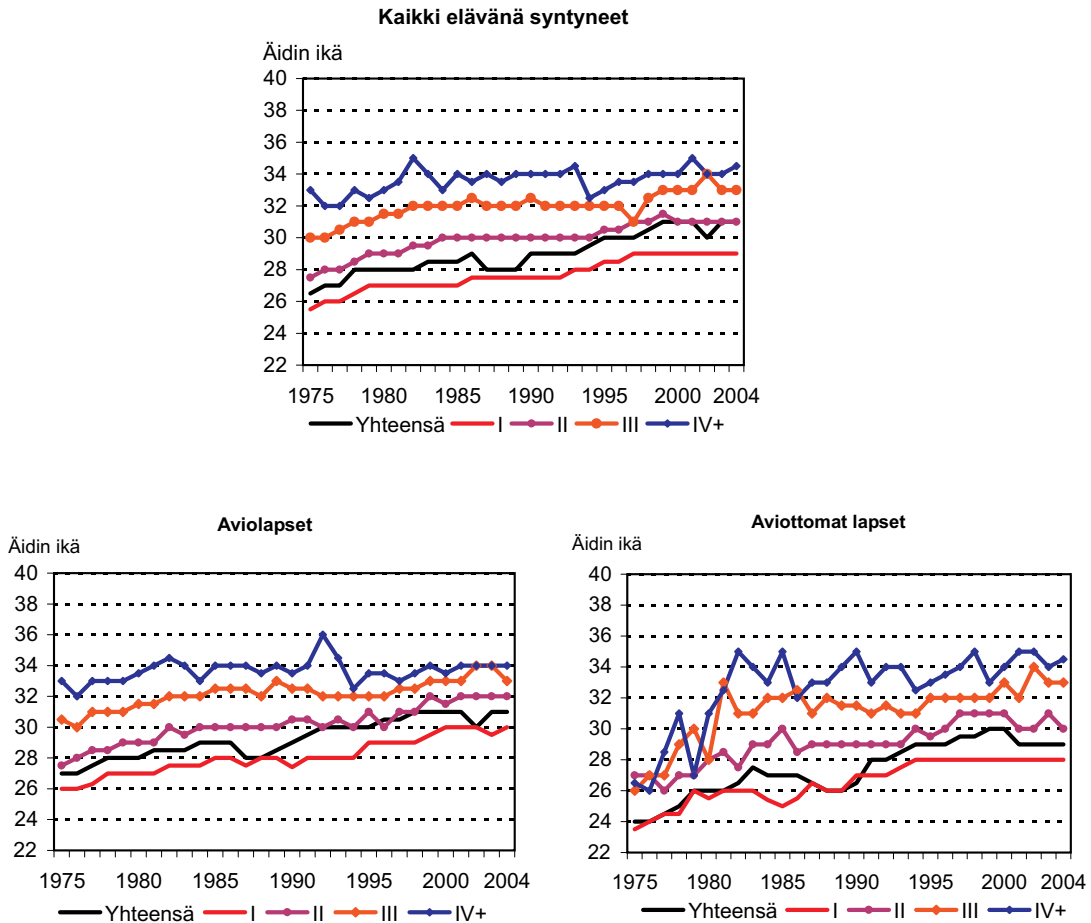 Kaikki elävänä syntyneet
Äidin ikä
40
38
36
34
32
30
28
26
24
22
1975 1980 1985 1990 1995 2000 2004
Yhteensä I II III IV+
Aviolapset
Äidin ikä
40
38
36
34
32
30
28
26
24
22
1975 1980 1985 1990 1995 2000 2004
Yhteensä I II III IV+
Aviottomat lapset
Äidin ikä
40
38
36
34
32
30
28
26
24
22
1975 1980 1985 1990 1995 2000 2004
Yhteensä I II III IV+